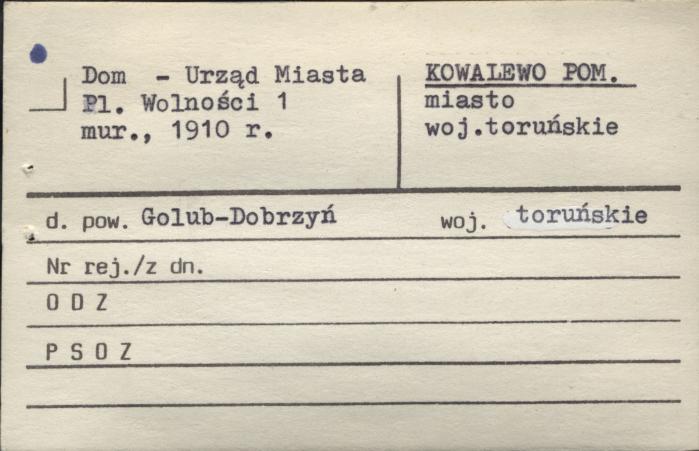 Dom - Urząd Miasta
Pl. Wolności 1
mur., 1910 r.
KOWALEWO POM.
miasto
woj.toruńskie
d. pow. Golub-Dobrzyń woj. toruńskie
Nr rej./z dn.
O D Z
P S O Z